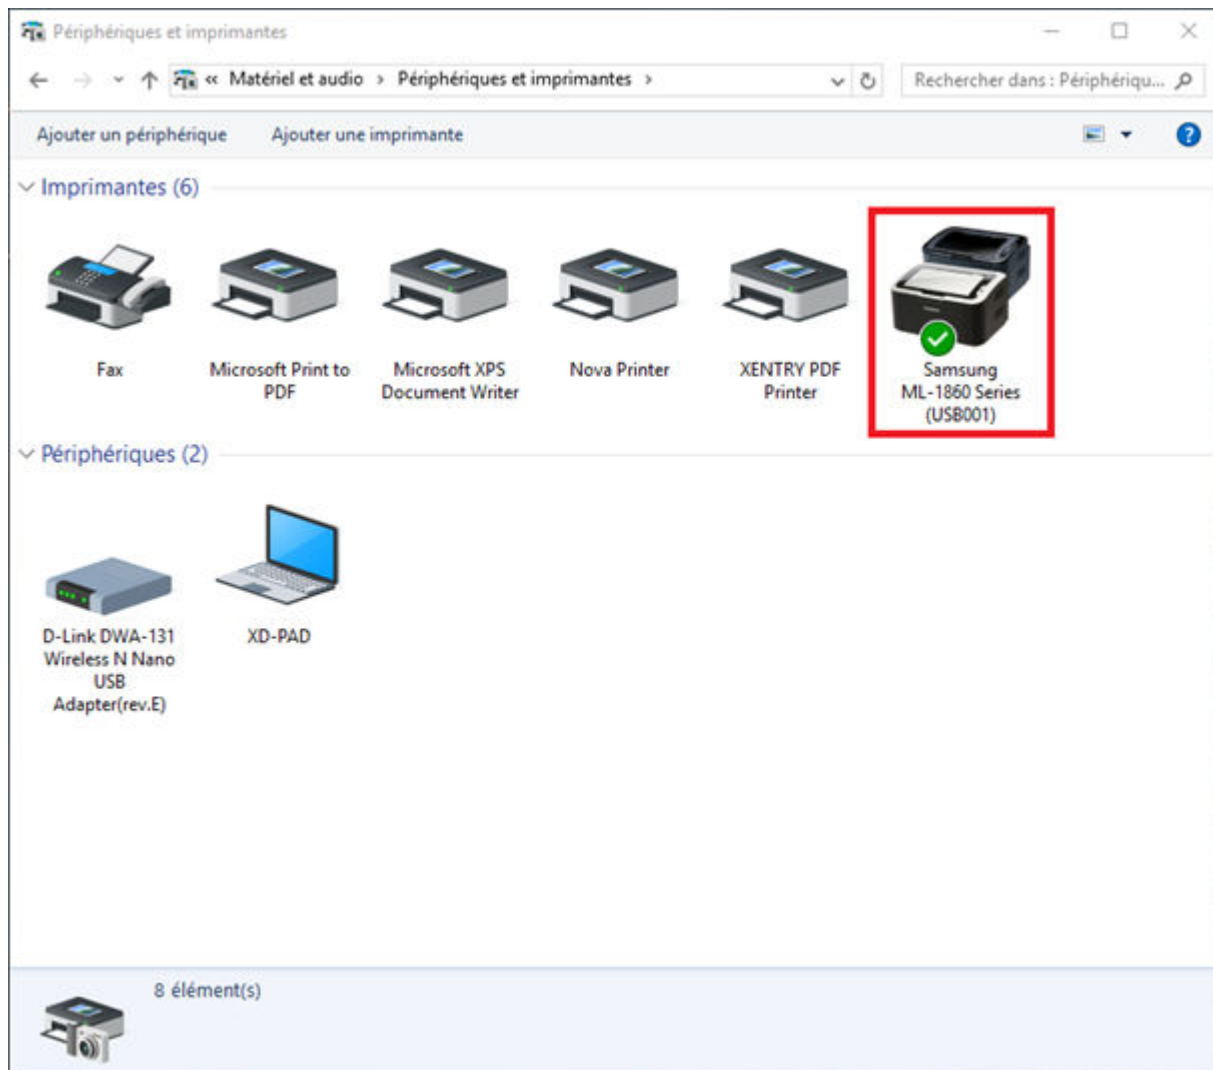 Périphériques et imprimantes
« Matériel et audio › Périphériques et imprimantes ›
Rechercher dans : Périphériqu...
Ajouter un périphérique
Ajouter une imprimante
Imprimantes (6)
Fax
Microsoft Print to
PDF
Microsoft XPS
Document Writer
Nova Printer
XENTRY PDF
Printer
Samsung
ML-1860 Series
(USB001)
Périphériques (2)
D-Link DWA-131
Wireless N Nano
USB
Adapter(rev.E)
XD-PAD
8 élément(s)